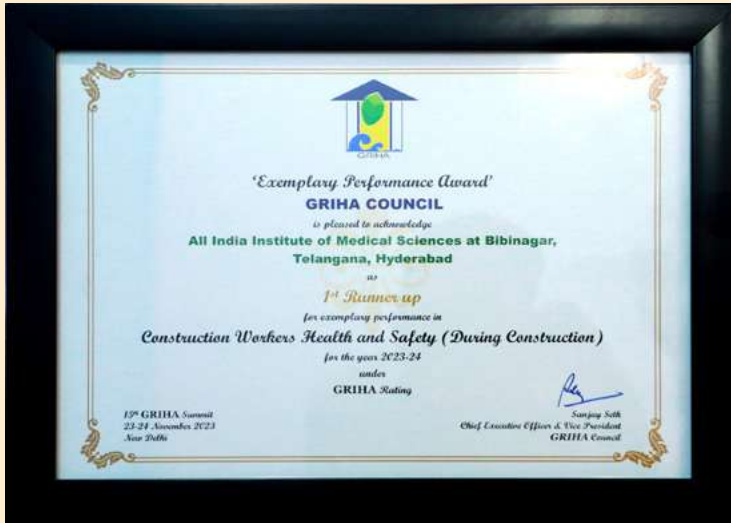 GRIHA
'Exemplary Performance Award'
GRIHA COUNCIL
is pleased to acknowledge
All India Institute of Medical Sciences at Bibinagar,
Telangana, Hyderabad
as
1st Runner up
for exemplary performance in
Construction Workers Health and Safety (During Construction)
for the year 2023-24
under
GRIHA Rating
15th GRIHA Summit
23-24 November 2023
New Delhi
Sanjay Seth
Chief Executive Officer & Vice President
GRIHA Council